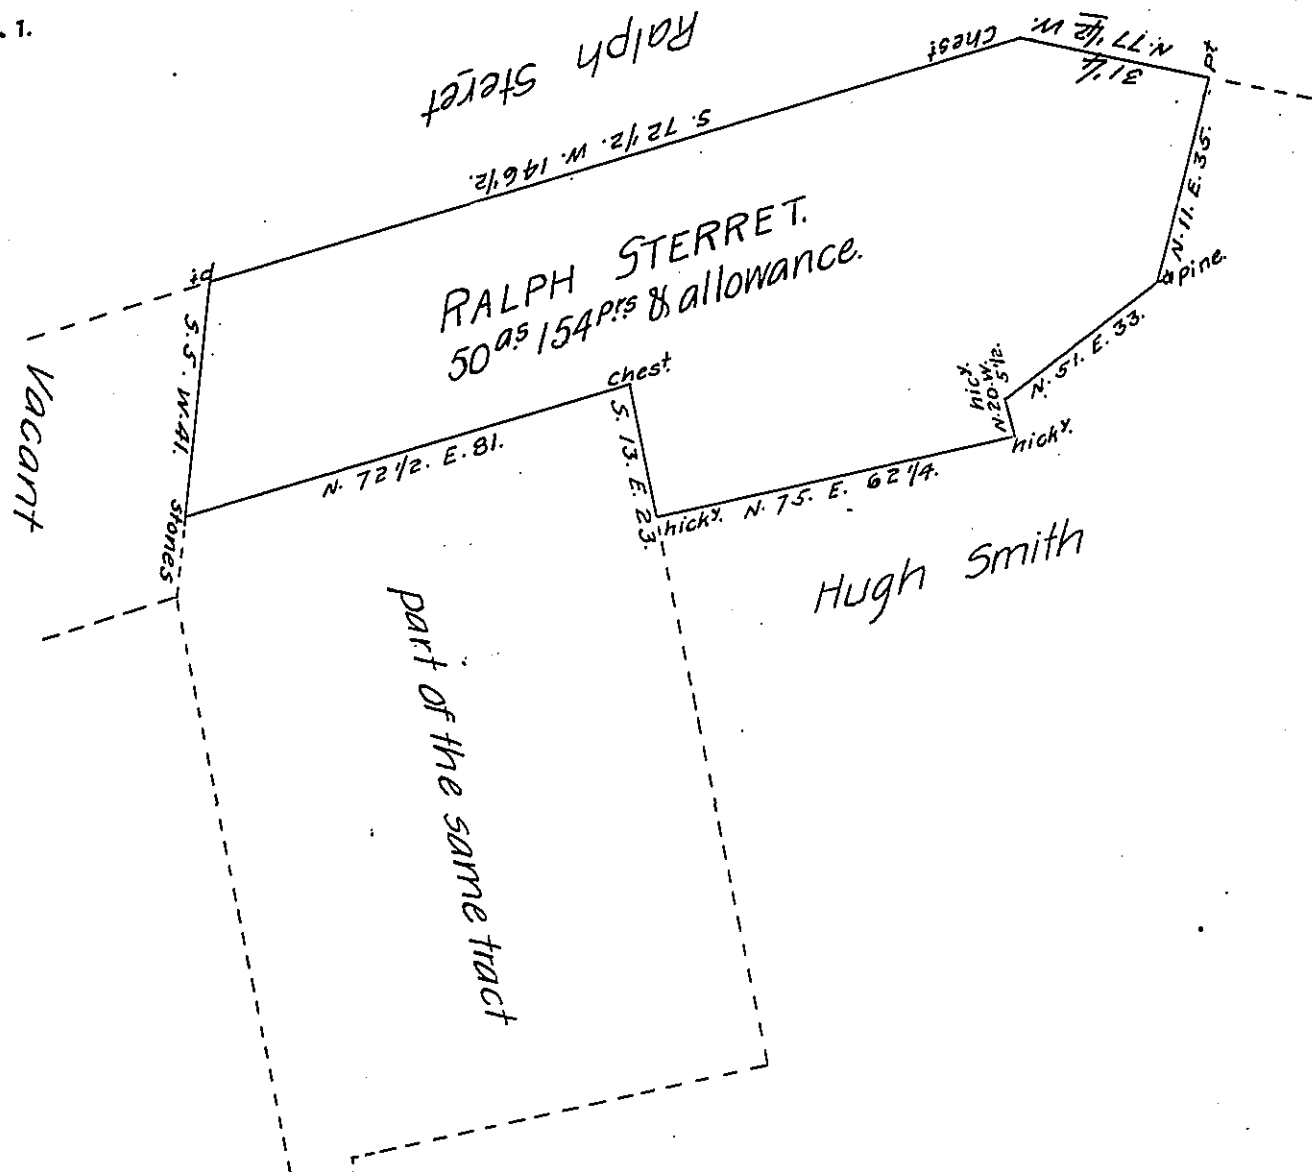 . 1.
Ralph Steret
Chest
N. 77 1/2 W.
31 1/4
pt
S. 72 1/2. W. 146 1/2.
N. 11. E. 35.
RALPH STERRET.
50 as 154 prs & allowance.
pt
a pine.
S. 5. W. 41.
Vacant
N. 51. E. 33.
chest
hicy.
N. 20. W.
5 1/2.
N. 72 1/2. E. 81.
S. 13. E. 23.
hicky.
N. 75. E. 62 1/4.
hicky.
Stones
Hugh Smith
part of the same tract